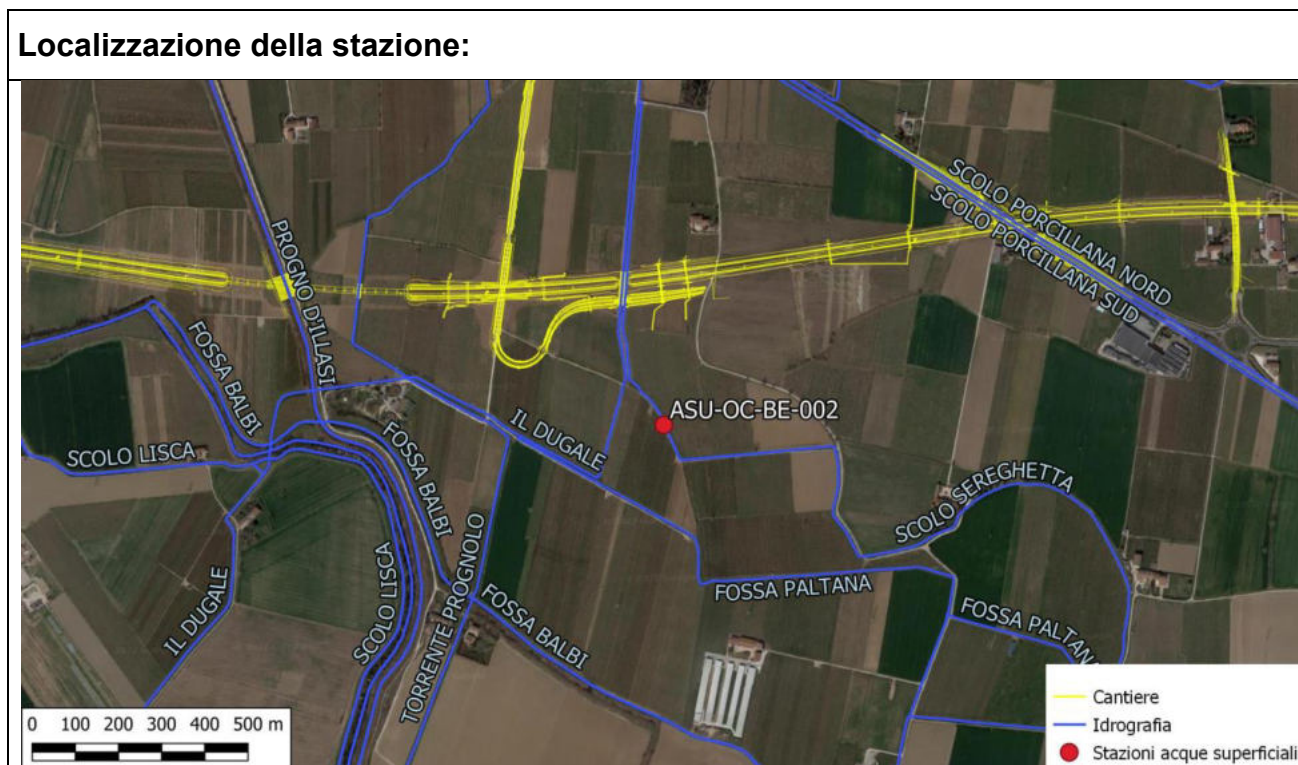 Localizzazione della stazione:
SCOLO PORCILLANA NORD
SCOLO PORCILLANA SUD
PROGNO D'ILLASI
FOSSA BALBI
FOSSA BALBI
ASU-OC-BE-002
IL DUGALE
SCOLO LISCA
SCOLO SEREGHETTA
IL DUGALE
SCOLO LISCA
TORRENTE PROGNOLO
FOSSA BALBI
FOSSA PALTANA
FOSSA PALTANA
0 100 200 300 400 500 m
Cantiere
Idrografia
Stazioni acque superficiali